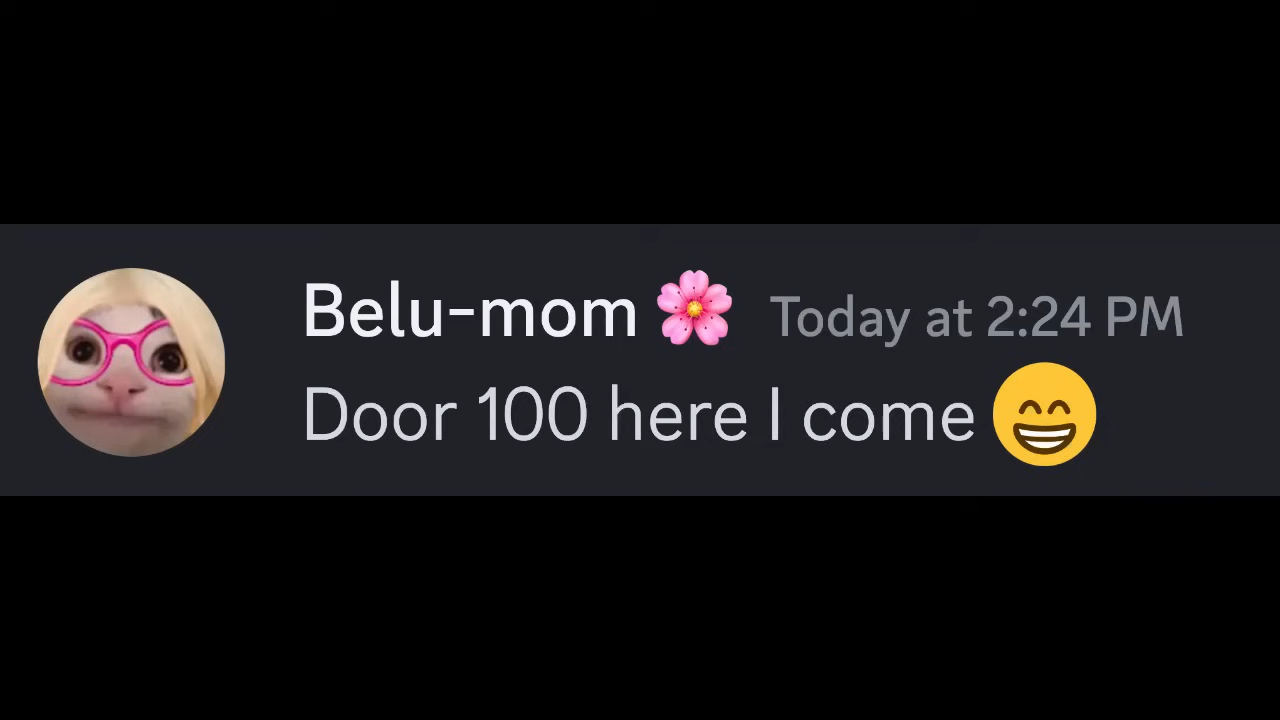 Belu-mom 🌸 Today at 2:24 PM
Door 100 here I come 😁